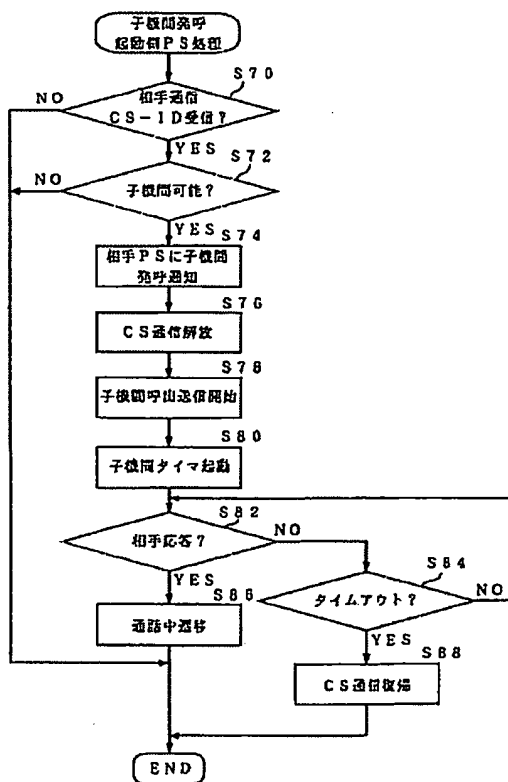 子機間発呼
起動側PS処理
S70
NO
相手通信
CS-ID受信？
YES
S72
NO
子機間可能？
YES
S74
相手PSに子機間
発呼通知
S76
CS通信解放
S78
子機間呼出送信開始
S80
子機間タイマ起動
S82
相手応答？
NO
YES
S84
S86
タイムアウト？
NO
通話中遷移
YES
S88
CS通信復帰
END